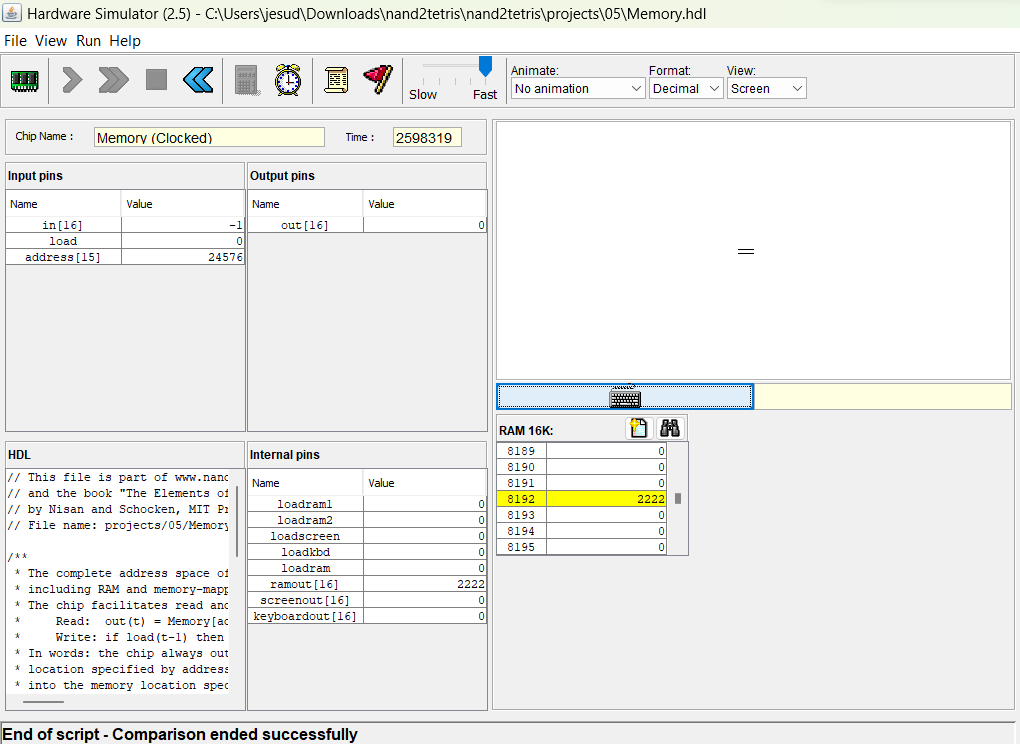 Hardware Simulator (2.5) - C:\Users\jesud\Downloads\nand2tetris\nand2tetris\projects\05\Memory.hdl
File View Run Help
Slow Fast
Animate: Format: View:
No animation Decimal Screen
Chip Name : Memory (Clocked) Time : 2598319
Input pins
Name Value
in[16] -1
load 0
address[15] 24576
Output pins
Name Value
out[16] 0
HDL
// This file is part of www.nand
// and the book "The Elements of
// by Nisan and Schocken, MIT Pr
// File name: projects/05/Memory
/**
* The complete address space of
* including RAM and memory-mapp
* The chip facilitates read and
* Read: out(t) = Memory[ad
* Write: if load(t-1) then
* In words: the chip always out
* location specified by address
* into the memory location spec
Internal pins
Name Value
loadram1 0
loadram2 0
loadscreen 0
loadkbd 0
loadram 0
ramout[16] 2222
screenout[16] 0
keyboardout[16] 0
RAM 16K:
8189 0
8190 0
8191 0
8192 2222
8193 0
8194 0
8195 0
End of script - Comparison ended successfully